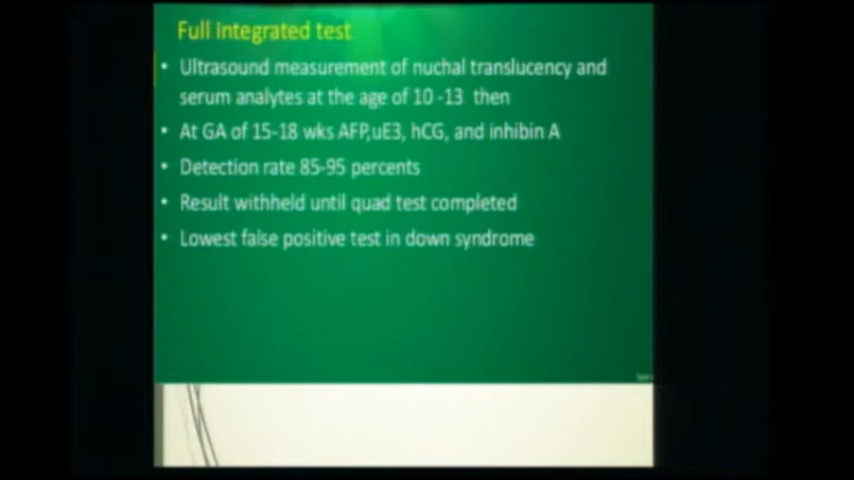 Full integrated test
• Ultrasound measurement of nuchal translucency and
serum analytes at the age of 10 -13 then
• At GA of 15-18 wks AFP,uE3, hCG, and inhibin A
• Detection rate 85-95 percents
• Result withheld until quad test completed
• Lowest false positive test in down syndrome